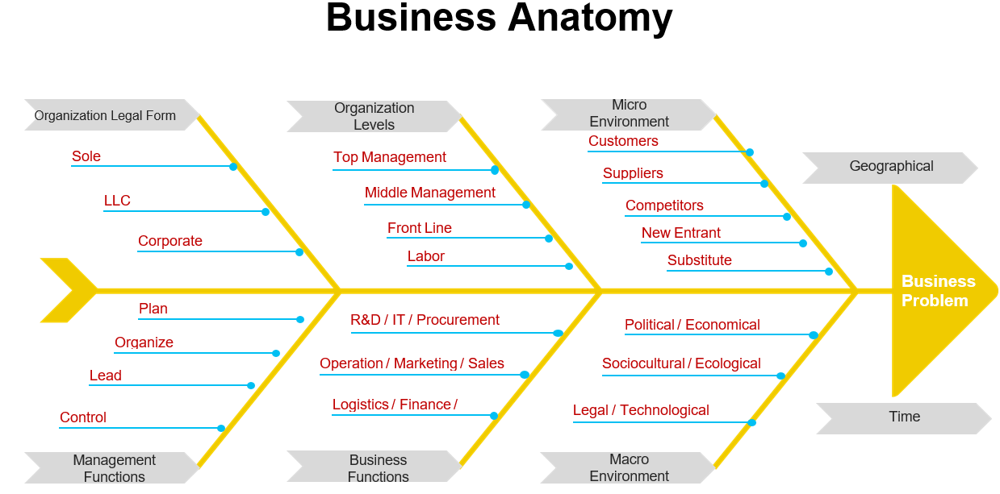 Business Anatomy
Organization Legal Form
Sole
LLC
Corporate
Organization
Levels
Top Management
Middle Management
Front Line
Labor
Micro
Environment
Customers
Suppliers
Competitors
New Entrant
Substitute
Geographical
Business
Problem
Plan
Organize
Lead
Control
Management
Functions
R&D / IT / Procurement
Operation / Marketing / Sales
Logistics / Finance /
Business
Functions
Political / Economical
Sociocultural / Ecological
Legal / Technological
Macro
Environment
Time